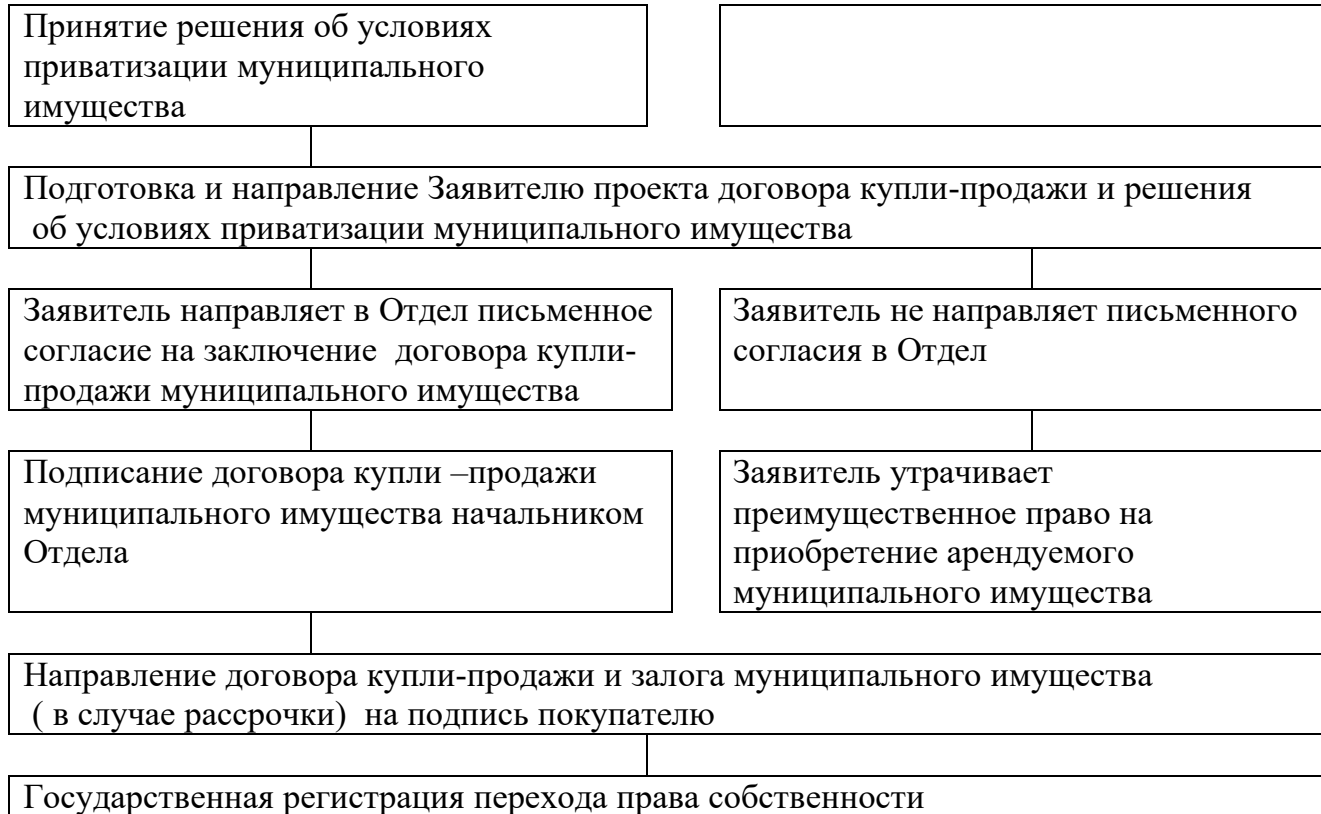 Принятие решения об условиях
приватизации муниципального
имущества
Подготовка и направление Заявителю проекта договора купли-продажи и решения
об условиях приватизации муниципального имущества
Заявитель направляет в Отдел письменное
согласие на заключение  договора купли-
продажи муниципального имущества
Заявитель не направляет письменного
согласия в Отдел
Подписание договора купли –продажи
муниципального имущества начальником
Отдела
Заявитель утрачивает
преимущественное право на
приобретение арендуемого
муниципального имущества
Направление договора купли-продажи и залога муниципального имущества
( в случае рассрочки)  на подпись покупателю
Государственная регистрация перехода права собственности